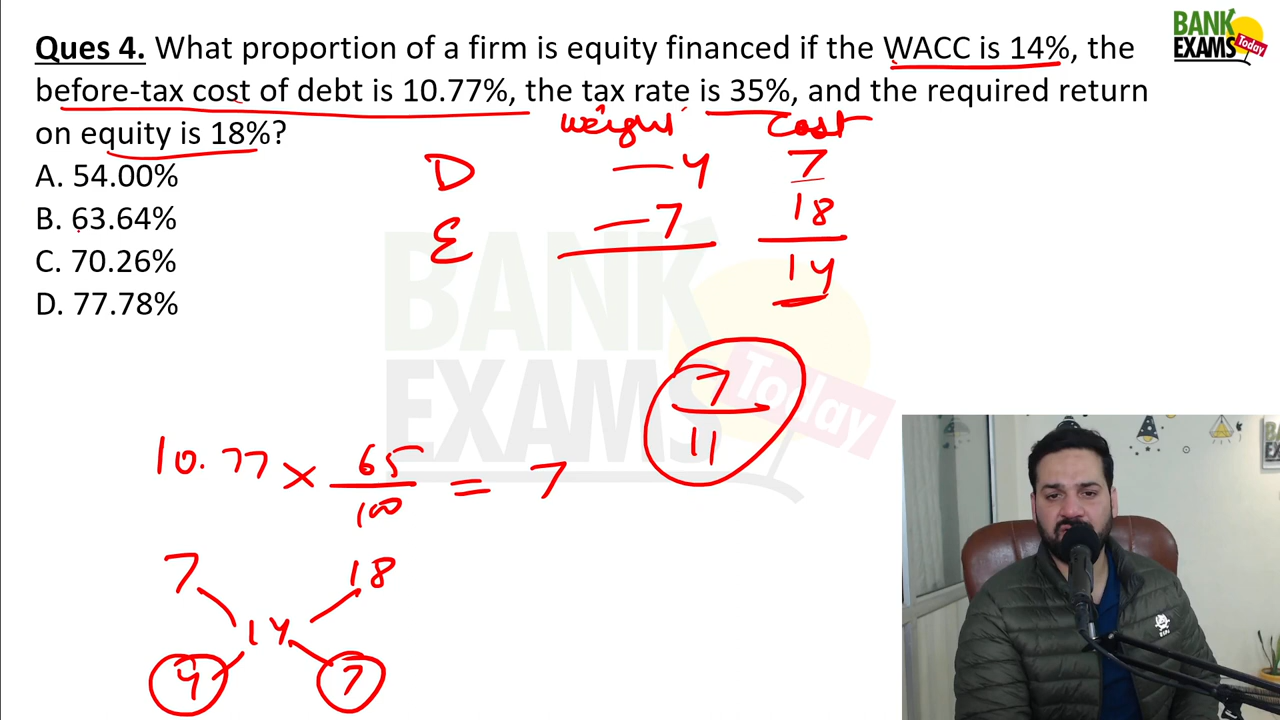 Ques 4. What proportion of a firm is equity financed if the WACC is 14%, the
before-tax cost of debt is 10.77%, the tax rate is 35%, and the required return
on equity is 18%?
A. 54.00%
B. 63.64%
C. 70.26%
D. 77.78%
BANK
EXAMS Today
weight cost
D — 4 7
E — 7 18
14
BANK
EXAMS Today
7
11
10.77 × 65
100 = 7
7 18
14
4 7